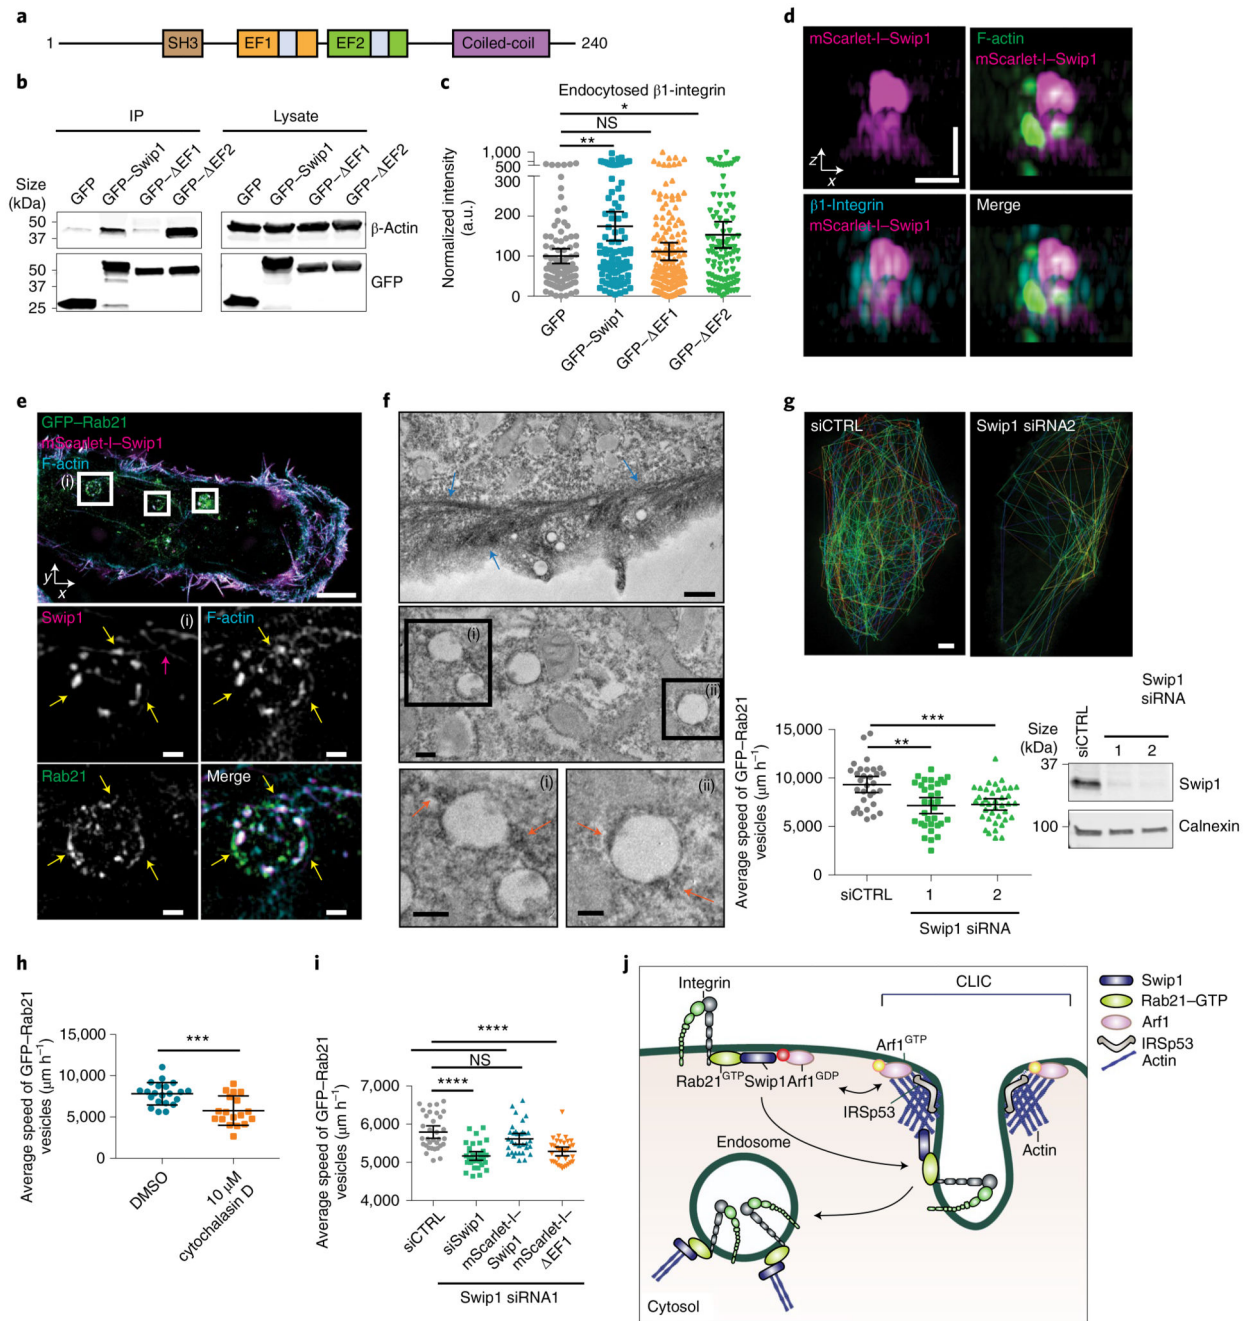 a
1
SH3
EF1
EF2
Coiled-coil
240
b
IP
Lysate
Size
(kDa)
GFP
GFP–Swip1
GFP–ΔEF1
GFP–ΔEF2
GFP
GFP–Swip1
GFP–ΔEF1
GFP–ΔEF2
50
37
β-Actin
50
37
25
GFP
c
Endocytosed β1-integrin
*
NS
**
Normalized intensity
(a.u.)
1,000
500
300
200
100
0
GFP
GFP–Swip1
GFP–ΔEF1
GFP–ΔEF2
d
mScarlet-I–Swip1
z
x
F-actin
mScarlet-I–Swip1
β1-Integrin
mScarlet-I–Swip1
Merge
e
GFP–Rab21
mScarlet-I–Swip1
F-actin
(i)
y
x
Swip1
(i)
F-actin
Rab21
Merge
f
(i)
(ii)
(i)
(ii)
g
siCTRL
Swip1 siRNA2
Average speed of GFP–Rab21
vesicles (μm h⁻¹)
15,000
10,000
5,000
0
***
**
siCTRL
1
2
Swip1 siRNA
Swip1
siRNA
Size
(kDa)
siCTRL
1
2
37
Swip1
100
Calnexin
h
Average speed of GFP–Rab21
vesicles (μm h⁻¹)
15,000
10,000
5,000
0
***
DMSO
10 μM
cytochalasin D
i
Average speed of GFP–Rab21
vesicles (μm h⁻¹)
7,000
6,000
5,000
4,000
****
NS
****
siCTRL
siSwip1
mScarlet-I–
Swip1
mScarlet-I–
ΔEF1
Swip1 siRNA1
j
Integrin
CLIC
Arf1GTP
Rab21GTP
Swip1
Arf1GDP
IRSp53
Endosome
Actin
Cytosol
Swip1
Rab21–GTP
Arf1
IRSp53
Actin